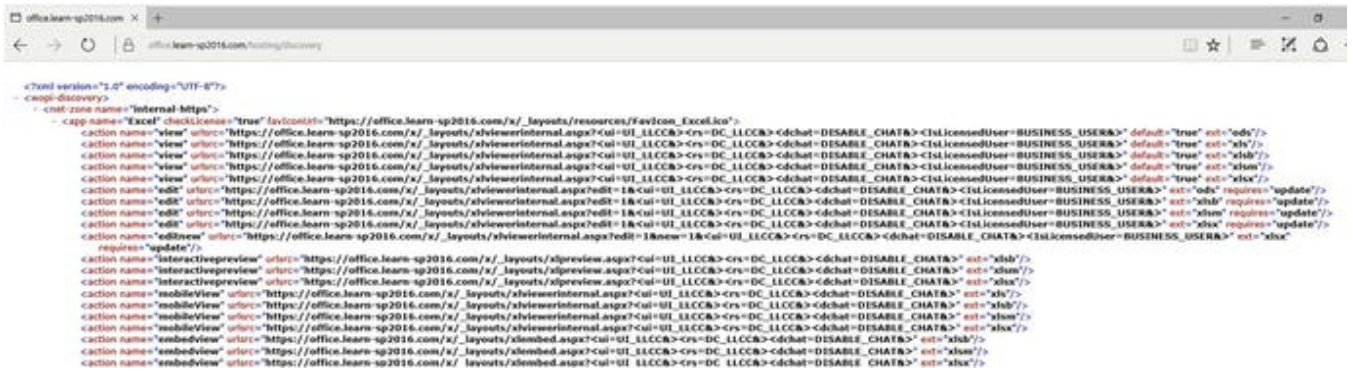 office.learn-sp2016.com
office.learn-sp2016.com/hosting/discovery
<?xml version="1.0" encoding="UTF-8"?>
- <wopi-discovery>
- <net-zone name="internal-https">
- <app name="Excel" checkLicense="true" favIconUrl="https://office.learn-sp2016.com/x/_layouts/resources/FavIcon_Excel.ico">
<action name="view" urlsrc="https://office.learn-sp2016.com/x/_layouts/xlviewerinternal.aspx?<ui=UI_LLCC&><rs=DC_LLCC&><dchat=DISABLE_CHAT&><IsLicensedUser=BUSINESS_USER&>" default="true" ext="ods"/>
<action name="view" urlsrc="https://office.learn-sp2016.com/x/_layouts/xlviewerinternal.aspx?<ui=UI_LLCC&><rs=DC_LLCC&><dchat=DISABLE_CHAT&><IsLicensedUser=BUSINESS_USER&>" default="true" ext="xls"/>
<action name="view" urlsrc="https://office.learn-sp2016.com/x/_layouts/xlviewerinternal.aspx?<ui=UI_LLCC&><rs=DC_LLCC&><dchat=DISABLE_CHAT&><IsLicensedUser=BUSINESS_USER&>" default="true" ext="xlsb"/>
<action name="view" urlsrc="https://office.learn-sp2016.com/x/_layouts/xlviewerinternal.aspx?<ui=UI_LLCC&><rs=DC_LLCC&><dchat=DISABLE_CHAT&><IsLicensedUser=BUSINESS_USER&>" default="true" ext="xlsm"/>
<action name="view" urlsrc="https://office.learn-sp2016.com/x/_layouts/xlviewerinternal.aspx?<ui=UI_LLCC&><rs=DC_LLCC&><dchat=DISABLE_CHAT&><IsLicensedUser=BUSINESS_USER&>" default="true" ext="xlsx"/>
<action name="edit" urlsrc="https://office.learn-sp2016.com/x/_layouts/xlviewerinternal.aspx?edit=1&<ui=UI_LLCC&><rs=DC_LLCC&><dchat=DISABLE_CHAT&><IsLicensedUser=BUSINESS_USER&>" ext="ods" requires="update"/>
<action name="edit" urlsrc="https://office.learn-sp2016.com/x/_layouts/xlviewerinternal.aspx?edit=1&<ui=UI_LLCC&><rs=DC_LLCC&><dchat=DISABLE_CHAT&><IsLicensedUser=BUSINESS_USER&>" ext="xlsb" requires="update"/>
<action name="edit" urlsrc="https://office.learn-sp2016.com/x/_layouts/xlviewerinternal.aspx?edit=1&<ui=UI_LLCC&><rs=DC_LLCC&><dchat=DISABLE_CHAT&><IsLicensedUser=BUSINESS_USER&>" ext="xlsm" requires="update"/>
<action name="edit" urlsrc="https://office.learn-sp2016.com/x/_layouts/xlviewerinternal.aspx?edit=1&<ui=UI_LLCC&><rs=DC_LLCC&><dchat=DISABLE_CHAT&><IsLicensedUser=BUSINESS_USER&>" ext="xlsx" requires="update"/>
<action name="editnew" urlsrc="https://office.learn-sp2016.com/x/_layouts/xlviewerinternal.aspx?edit=1&new=1&<ui=UI_LLCC&><rs=DC_LLCC&><dchat=DISABLE_CHAT&><IsLicensedUser=BUSINESS_USER&>" ext="xlsx"
requires="update"/>
<action name="interactivepreview" urlsrc="https://office.learn-sp2016.com/x/_layouts/xlpreview.aspx?<ui=UI_LLCC&><rs=DC_LLCC&><dchat=DISABLE_CHAT&>" ext="xlsb"/>
<action name="interactivepreview" urlsrc="https://office.learn-sp2016.com/x/_layouts/xlpreview.aspx?<ui=UI_LLCC&><rs=DC_LLCC&><dchat=DISABLE_CHAT&>" ext="xlsm"/>
<action name="interactivepreview" urlsrc="https://office.learn-sp2016.com/x/_layouts/xlpreview.aspx?<ui=UI_LLCC&><rs=DC_LLCC&><dchat=DISABLE_CHAT&>" ext="xlsx"/>
<action name="mobileView" urlsrc="https://office.learn-sp2016.com/x/_layouts/xlviewerinternal.aspx?<ui=UI_LLCC&><rs=DC_LLCC&><dchat=DISABLE_CHAT&>" ext="xls"/>
<action name="mobileView" urlsrc="https://office.learn-sp2016.com/x/_layouts/xlviewerinternal.aspx?<ui=UI_LLCC&><rs=DC_LLCC&><dchat=DISABLE_CHAT&>" ext="xlsb"/>
<action name="mobileView" urlsrc="https://office.learn-sp2016.com/x/_layouts/xlviewerinternal.aspx?<ui=UI_LLCC&><rs=DC_LLCC&><dchat=DISABLE_CHAT&>" ext="xlsm"/>
<action name="mobileView" urlsrc="https://office.learn-sp2016.com/x/_layouts/xlviewerinternal.aspx?<ui=UI_LLCC&><rs=DC_LLCC&><dchat=DISABLE_CHAT&>" ext="xlsx"/>
<action name="embedview" urlsrc="https://office.learn-sp2016.com/x/_layouts/xlembed.aspx?<ui=UI_LLCC&><rs=DC_LLCC&><dchat=DISABLE_CHAT&>" ext="xlsb"/>
<action name="embedview" urlsrc="https://office.learn-sp2016.com/x/_layouts/xlembed.aspx?<ui=UI_LLCC&><rs=DC_LLCC&><dchat=DISABLE_CHAT&>" ext="xlsm"/>
<action name="embedview" urlsrc="https://office.learn-sp2016.com/x/_layouts/xlembed.aspx?<ui=UI_LLCC&><rs=DC_LLCC&><dchat=DISABLE_CHAT&>" ext="xlsx"/>